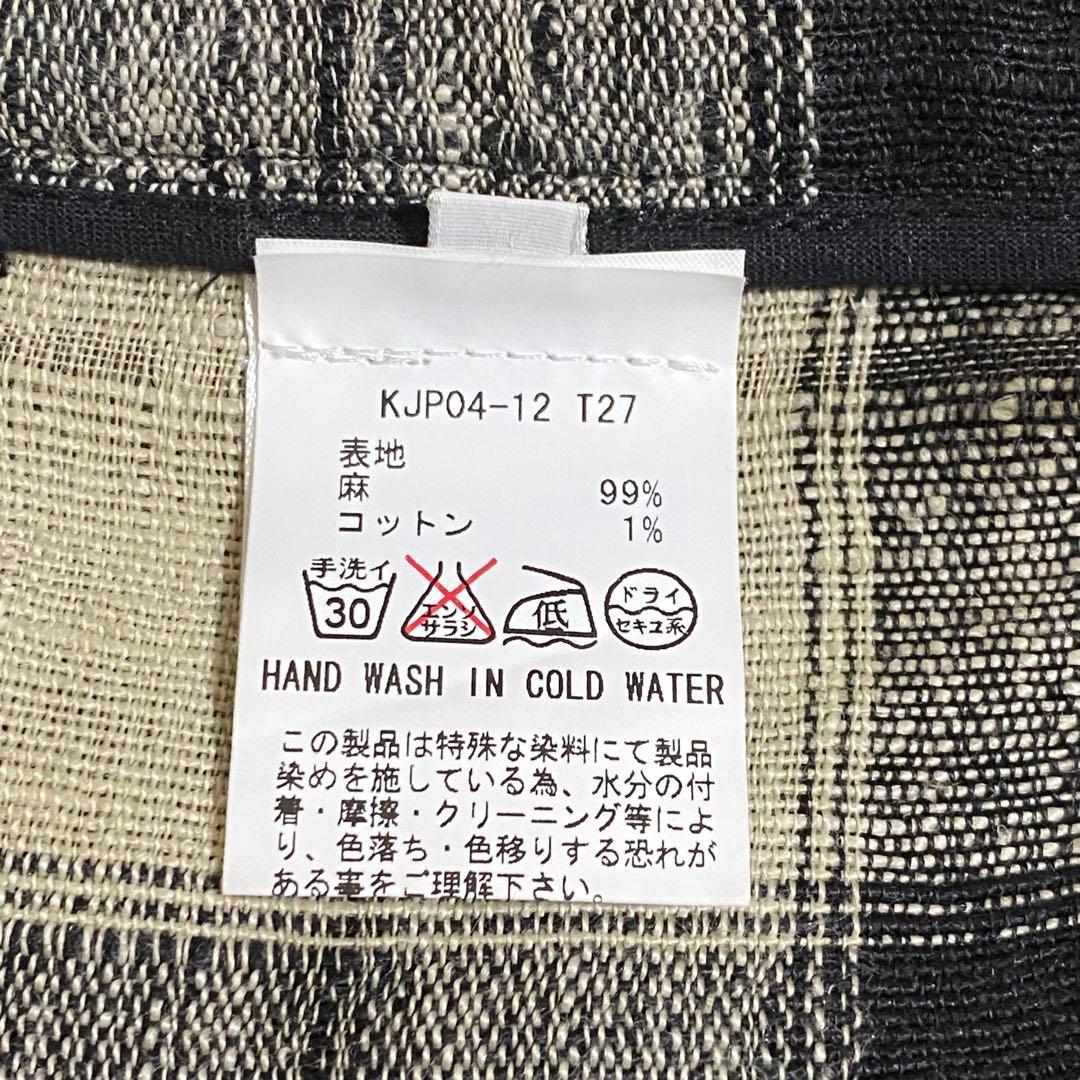 KJP04-12 T27
表地
麻 99%
コットン 1%
手洗イ
30
エンソ
サラシ
低
ドライ
セキユ系
HAND WASH IN COLD WATER
この製品は特殊な染料にて製品
染めを施している為、水分の付
着・摩擦・クリーニング等によ
り、色落ち・色移りする恐れが
ある事をご理解下さい。